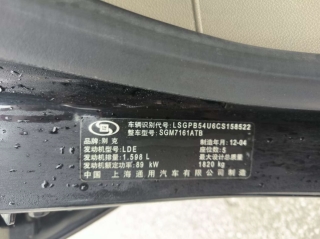 车辆识别代号: LSGPB54U6CS158522
整车型号: SGM7161ATB
品牌: 别克 制造年月: 12-04
发动机型号: LDE 座位数: 5
发动机排量: 1.598 L 最大设计总质量
发动机额定功率: 89 kW 1820 kg
中国 上海通用汽车有限公司制造